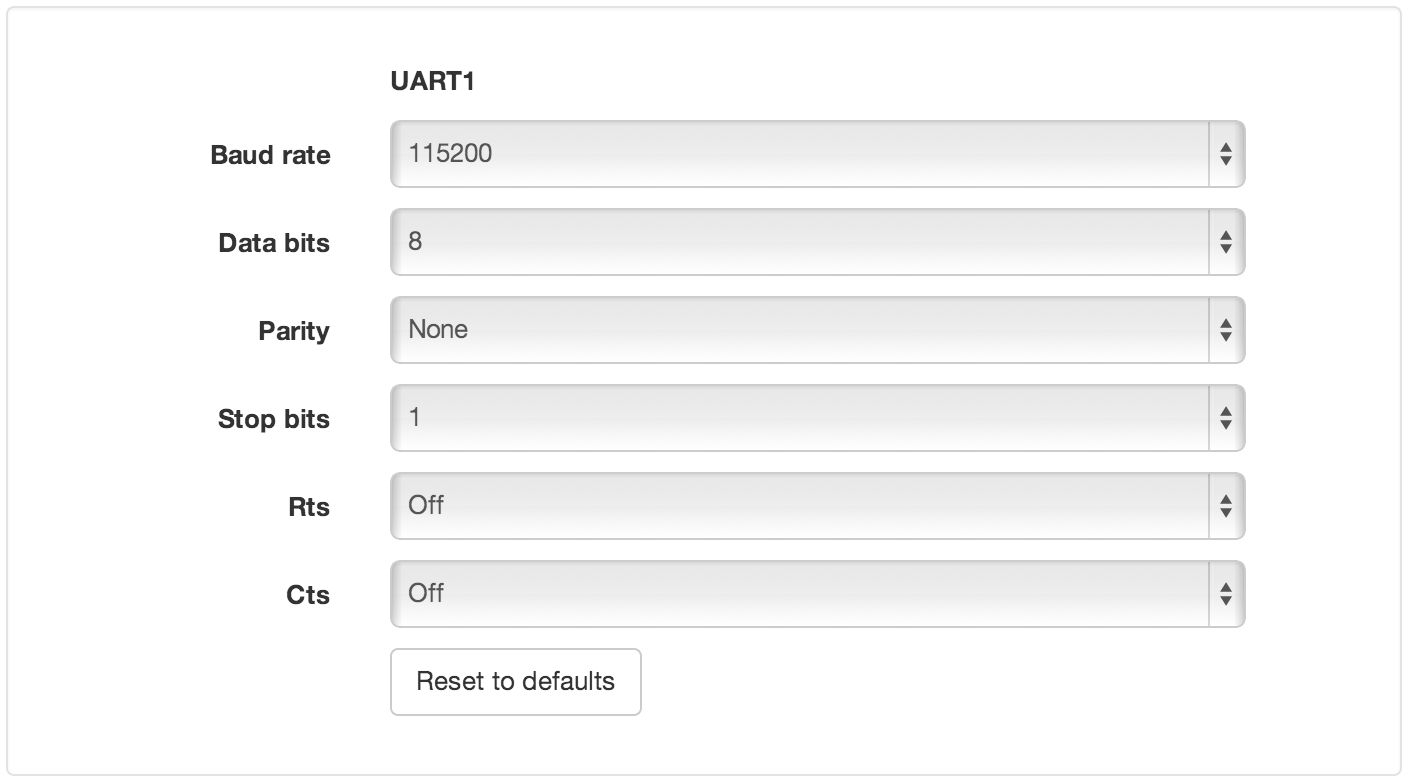 UART1
Baud rate 115200
Data bits 8
Parity None
Stop bits 1
Rts Off
Cts Off
Reset to defaults